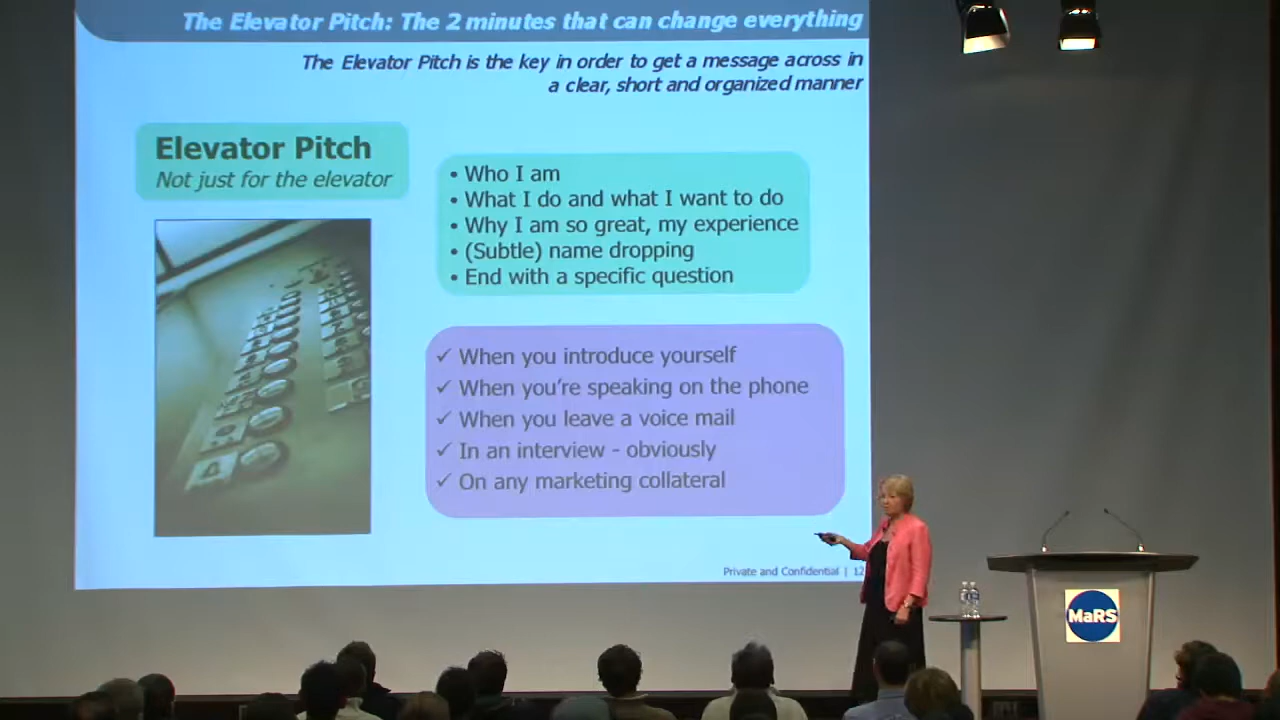 The Elevator Pitch: The 2 minutes that can change everything
The Elevator Pitch is the key in order to get a message across in
a clear, short and organized manner
Elevator Pitch
Not just for the elevator
• Who I am
• What I do and what I want to do
• Why I am so great, my experience
• (Subtle) name dropping
• End with a specific question
✓ When you introduce yourself
✓ When you're speaking on the phone
✓ When you leave a voice mail
✓ In an interview - obviously
✓ On any marketing collateral
Private and Confidential | 12
MaRS